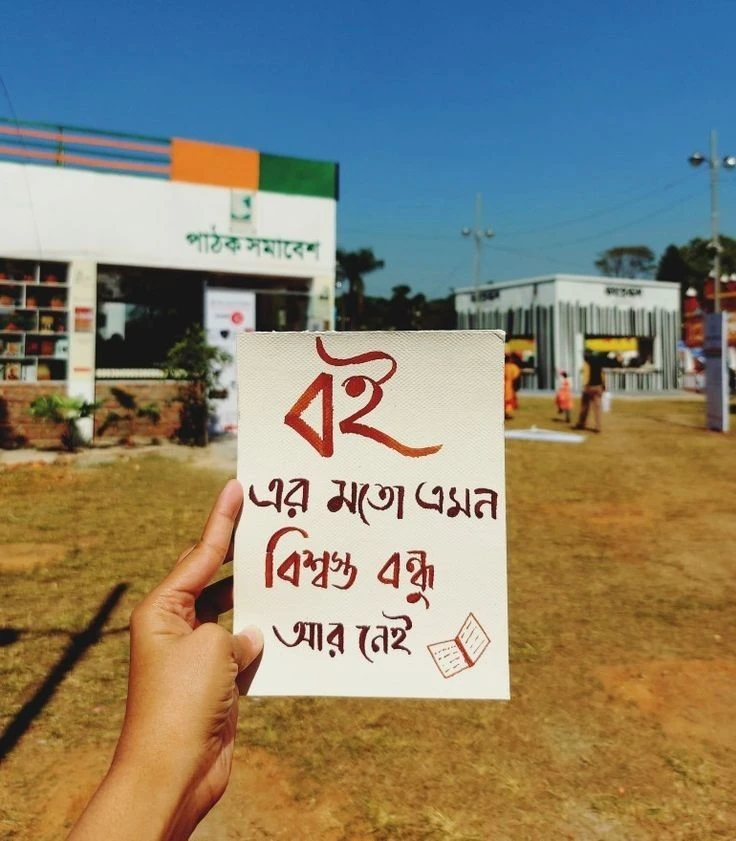 পাঠক সমাবেশ
বই
এর মতো এমন
বিশ্বস্ত বন্ধু
আর নেই